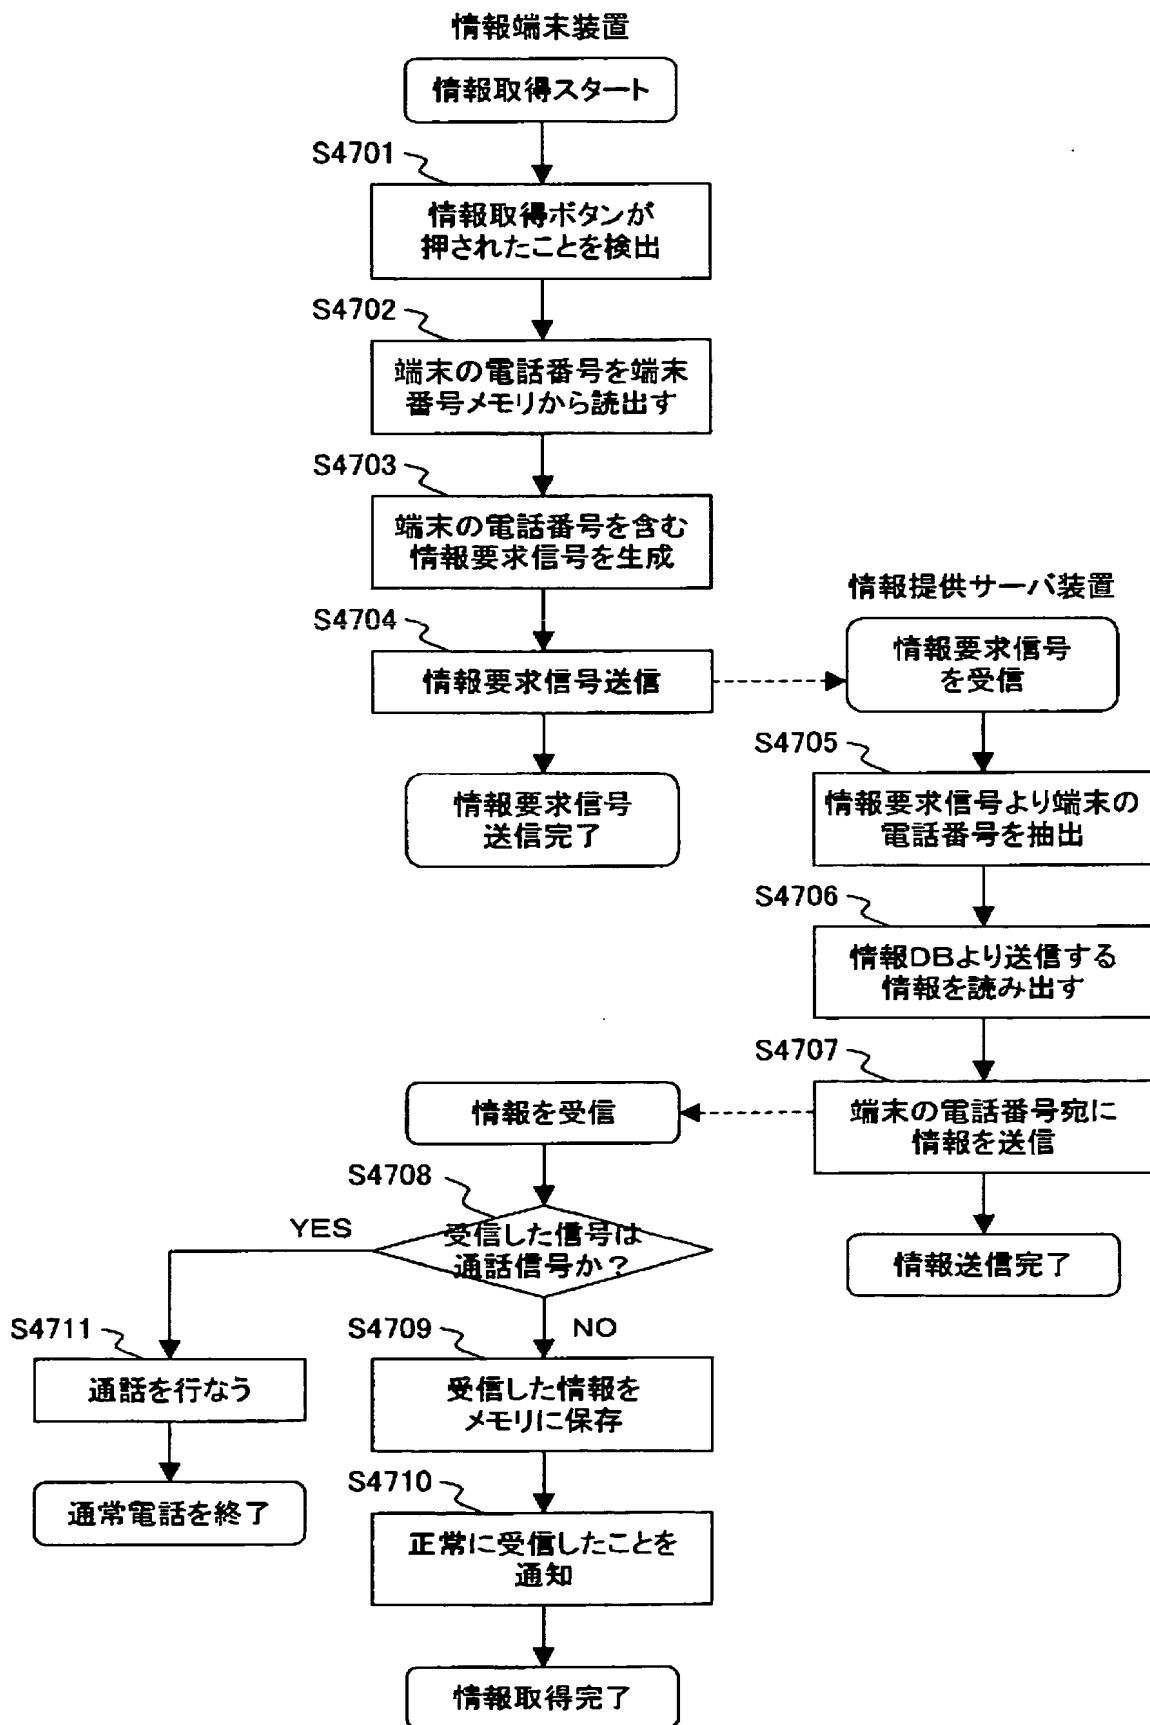 情報端末装置
情報取得スタート
S4701
情報取得ボタンが
押されたことを検出
S4702
端末の電話番号を端末
番号メモリから読出す
S4703
端末の電話番号を含む
情報要求信号を生成
S4704
情報要求信号送信
情報要求信号
送信完了
情報提供サーバ装置
情報要求信号
を受信
S4705
情報要求信号より端末の
電話番号を抽出
S4706
情報DBより送信する
情報を読み出す
S4707
端末の電話番号宛に
情報を送信
情報送信完了
情報を受信
S4708
受信した信号は
通話信号か？
YES
NO
S4711
通話を行なう
通常電話を終了
S4709
受信した情報を
メモリに保存
S4710
正常に受信したことを
通知
情報取得完了